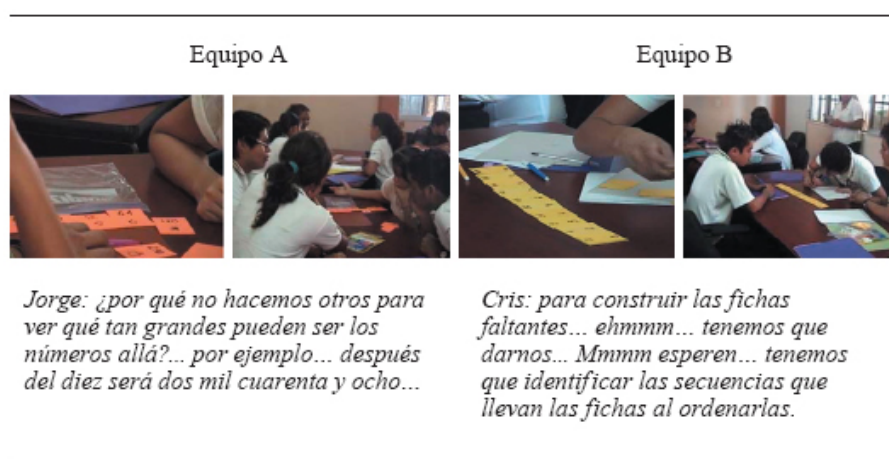 Equipo A
Equipo B
Jorge: ¿por qué no hacemos otros para
ver qué tan grandes pueden ser los
números allá?... por ejemplo... después
del diez será dos mil cuarenta y ocho...
Cris: para construir las fichas
faltantes... ehmmm... tenemos que
darnos... Mmmm esperen... tenemos
que identificar las secuencias que
llevan las fichas al ordenarlas.